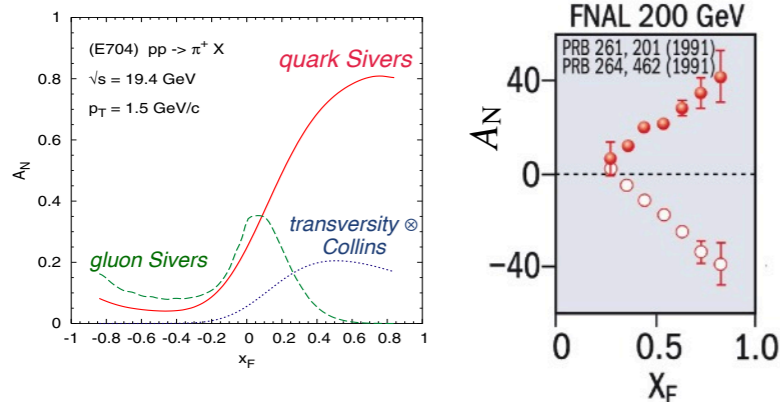 (E704) pp -> π⁺ X
√s = 19.4 GeV
p_T = 1.5 GeV/c
quark Sivers
gluon Sivers
transversity ⊗
Collins
A_N
1
0.8
0.6
0.4
0.2
0
-1 -0.8 -0.6 -0.4 -0.2 0 0.2 0.4 0.6 0.8 1
x_F
FNAL 200 GeV
PRB 261, 201 (1991)
PRB 264, 462 (1991)
A_N
40
0
−40
0 0.5 1.0
X_F